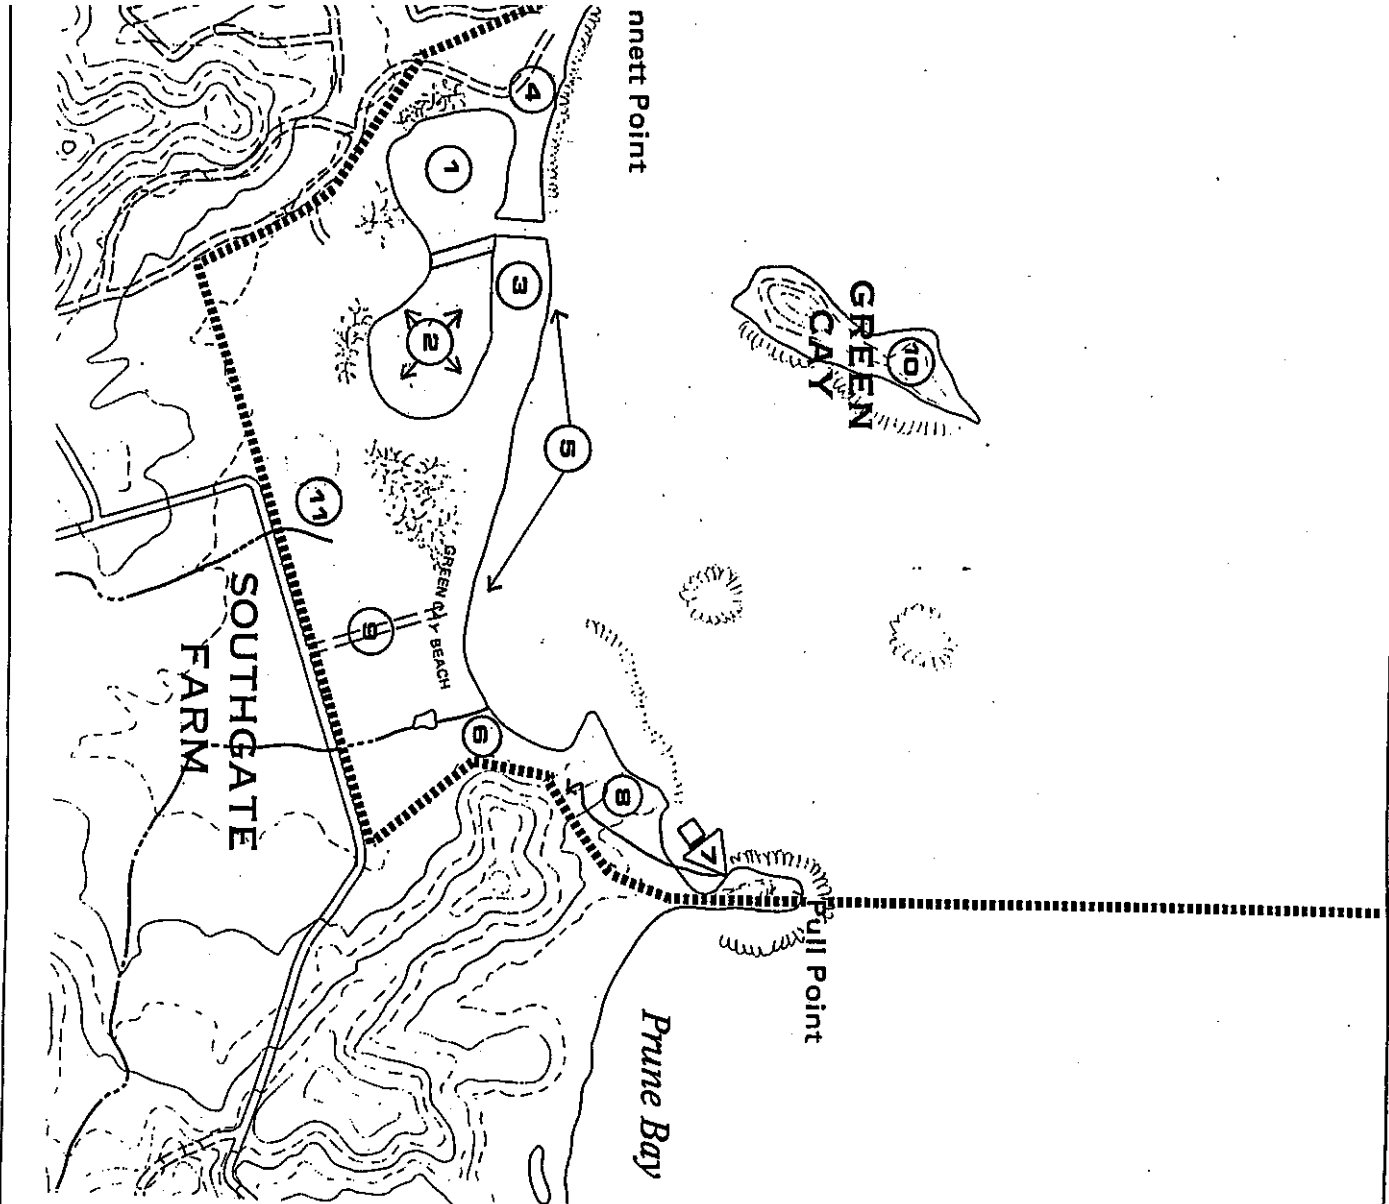 nnett Point
4
1
3
2
GREEN
CAY
10
5
11
GREEN CAY BEACH
9
SOUTHGATE
FARM
6
8
7
Pull Point
Prune Bay